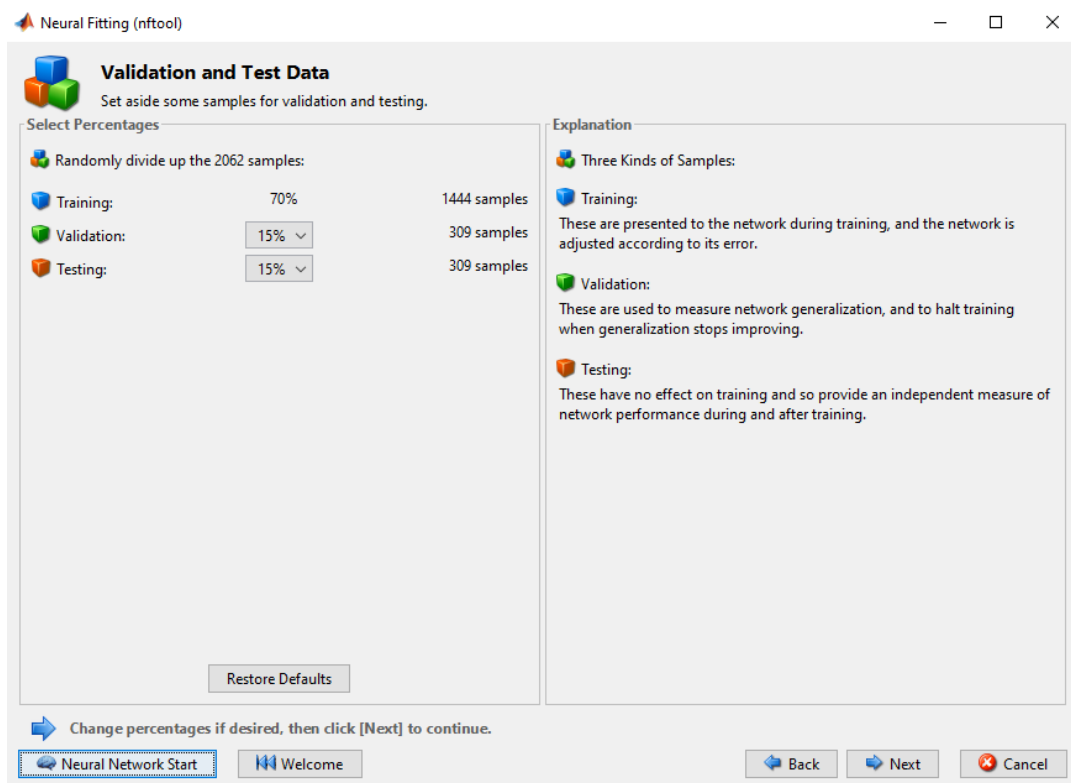 Neural Fitting (nftool)
Validation and Test Data
Set aside some samples for validation and testing.
Select Percentages
Randomly divide up the 2062 samples:
Training: 70% 1444 samples
Validation: 15% 309 samples
Testing: 15% 309 samples
Restore Defaults
Explanation
Three Kinds of Samples:
Training:
These are presented to the network during training, and the network is
adjusted according to its error.
Validation:
These are used to measure network generalization, and to halt training
when generalization stops improving.
Testing:
These have no effect on training and so provide an independent measure of
network performance during and after training.
Change percentages if desired, then click [Next] to continue.
Neural Network Start Welcome Back Next Cancel